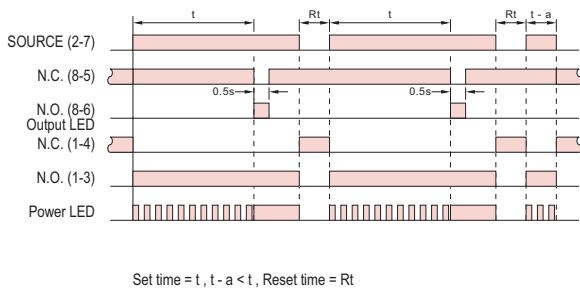 t Rt t Rt t - a
SOURCE (2-7)
N.C. (8-5)
0.5s 0.5s
N.O. (8-6)
Output LED
N.C. (1-4)
N.O. (1-3)
Power LED
Set time = t , t - a < t , Reset time = Rt